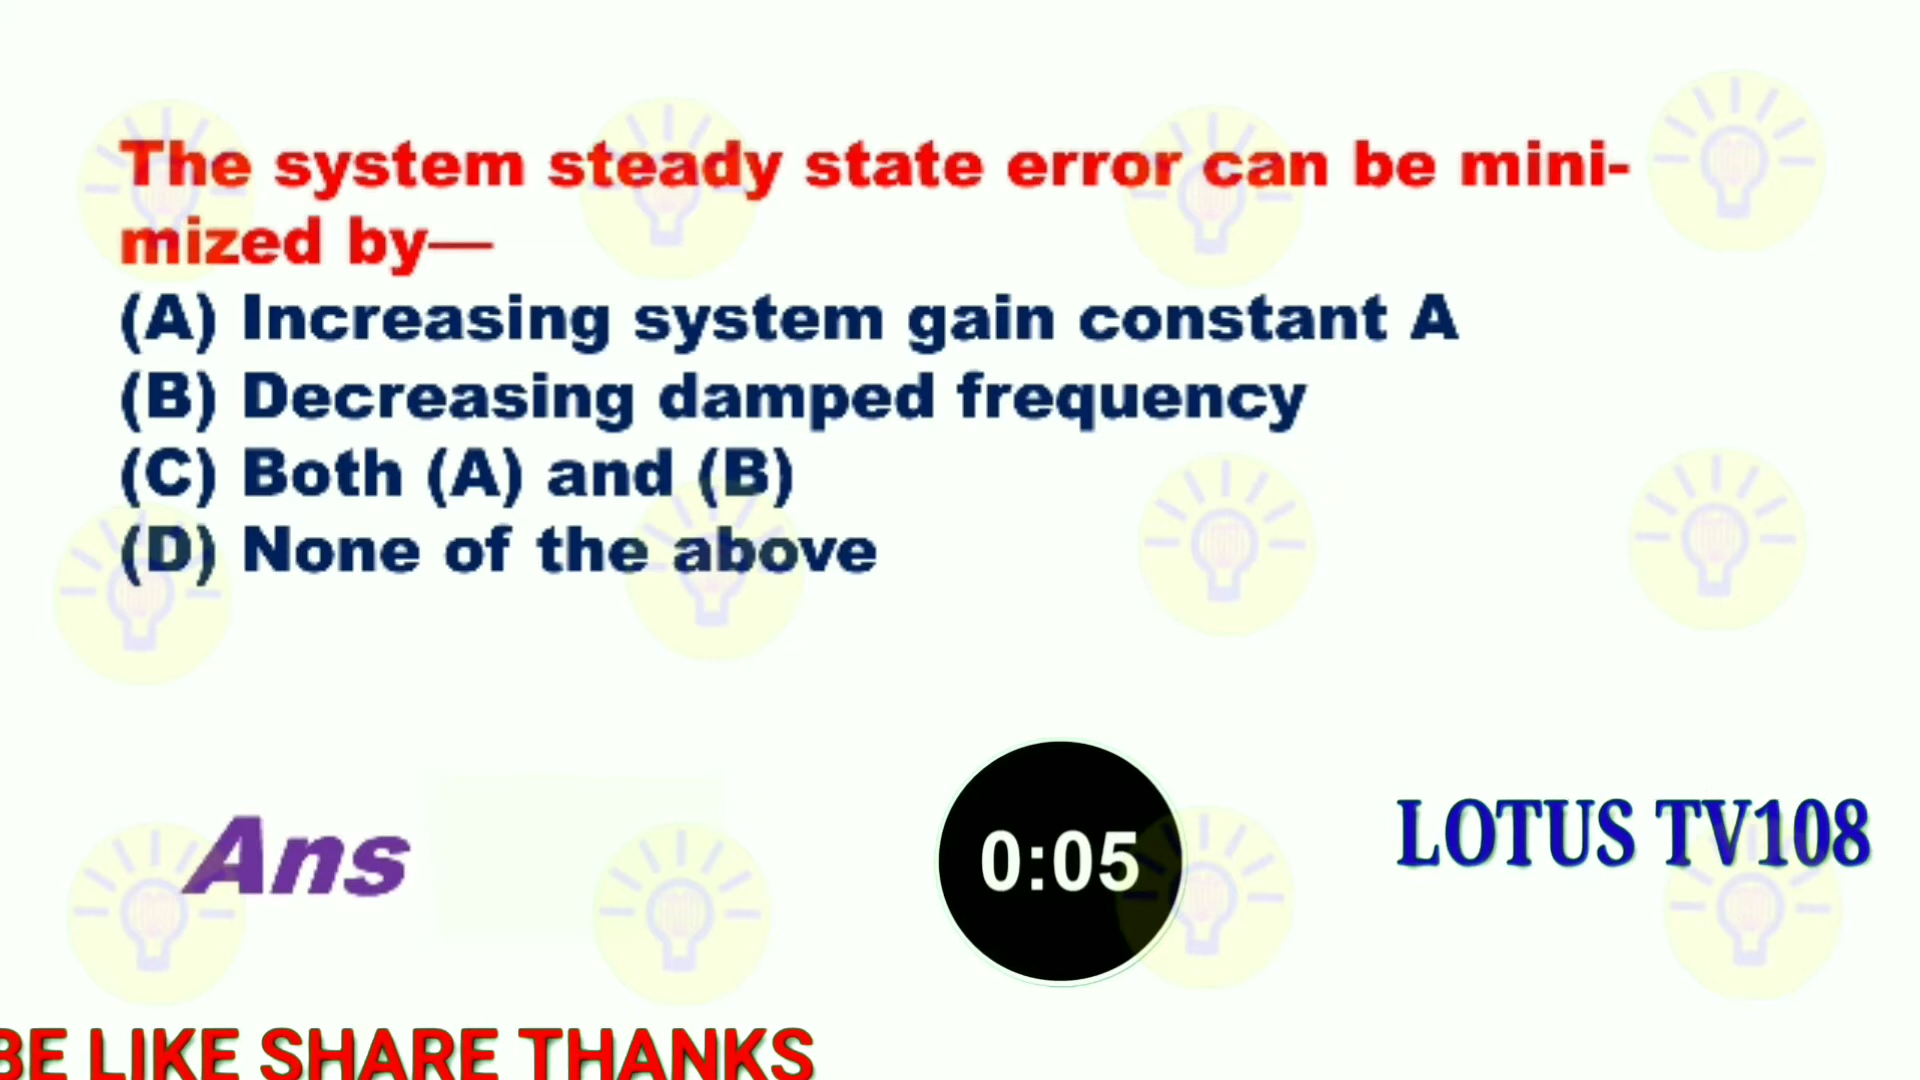 The system steady state error can be mini-
mized by—
(A) Increasing system gain constant A
(B) Decreasing damped frequency
(C) Both (A) and (B)
(D) None of the above
Ans
0:05
LOTUS TV108
BE LIKE SHARE THANKS